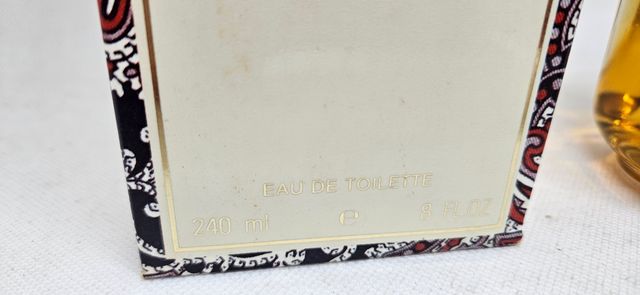 EAU DE TOILETTE
240 ml ℮ 8 FL.OZ